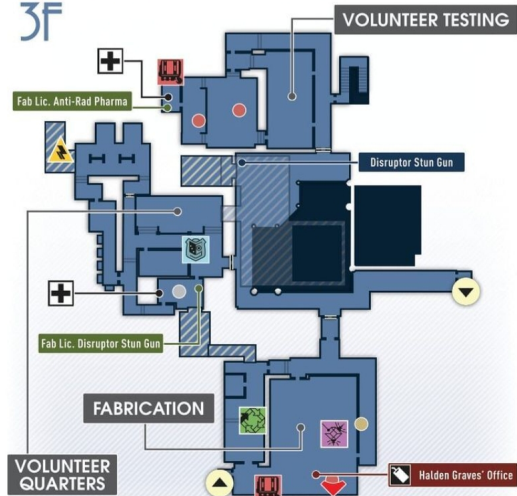 3F
VOLUNTEER TESTING
Fab Lic. Anti-Rad Pharma
Disruptor Stun Gun
Fab Lic. Disruptor Stun Gun
FABRICATION
VOLUNTEER
QUARTERS
Halden Graves' Office